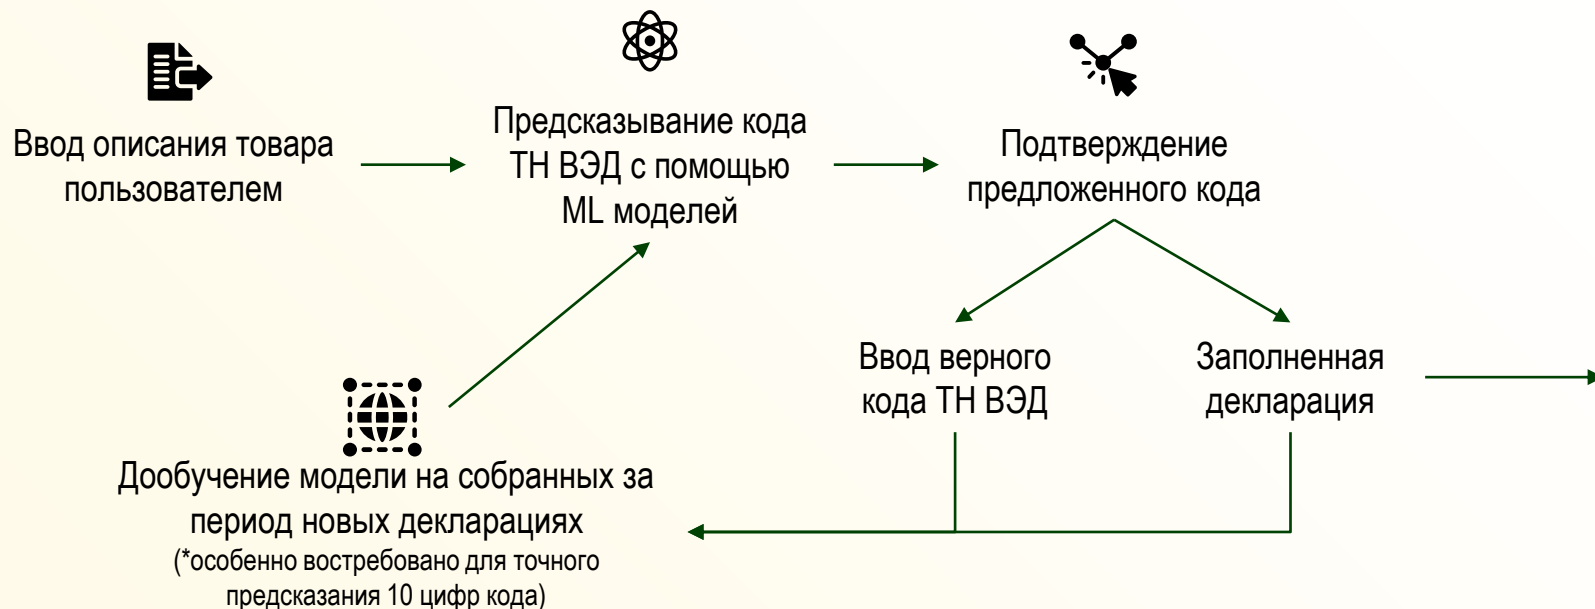 Ввод описания товара
пользователем
Предсказывание кода
ТН ВЭД с помощью
ML моделей
Подтверждение
предложенного кода
Ввод верного
кода ТН ВЭД
Заполненная
декларация
Дообучение модели на собранных за
период новых декларациях
(*особенно востребовано для точного
предсказания 10 цифр кода)